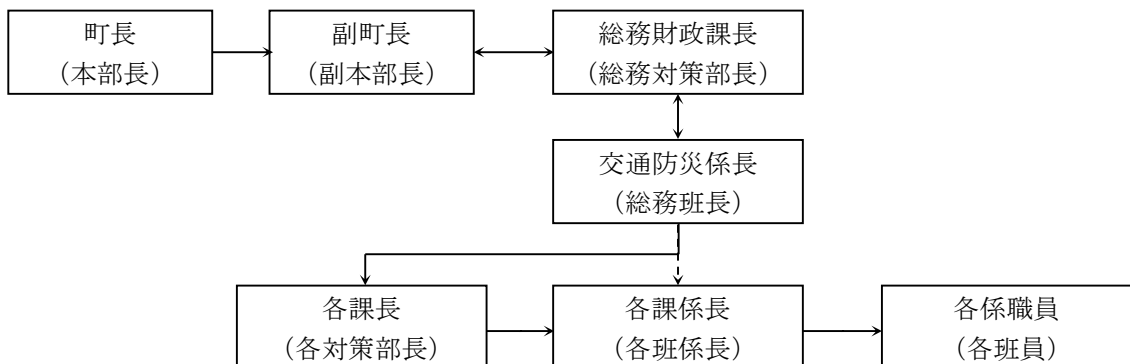 町長
(本部長)
副町長
(副本部長)
総務財政課長
(総務対策部長)
交通防災係長
(総務班長)
各課長
(各対策部長)
各課係長
(各班係長)
各係職員
(各班員)